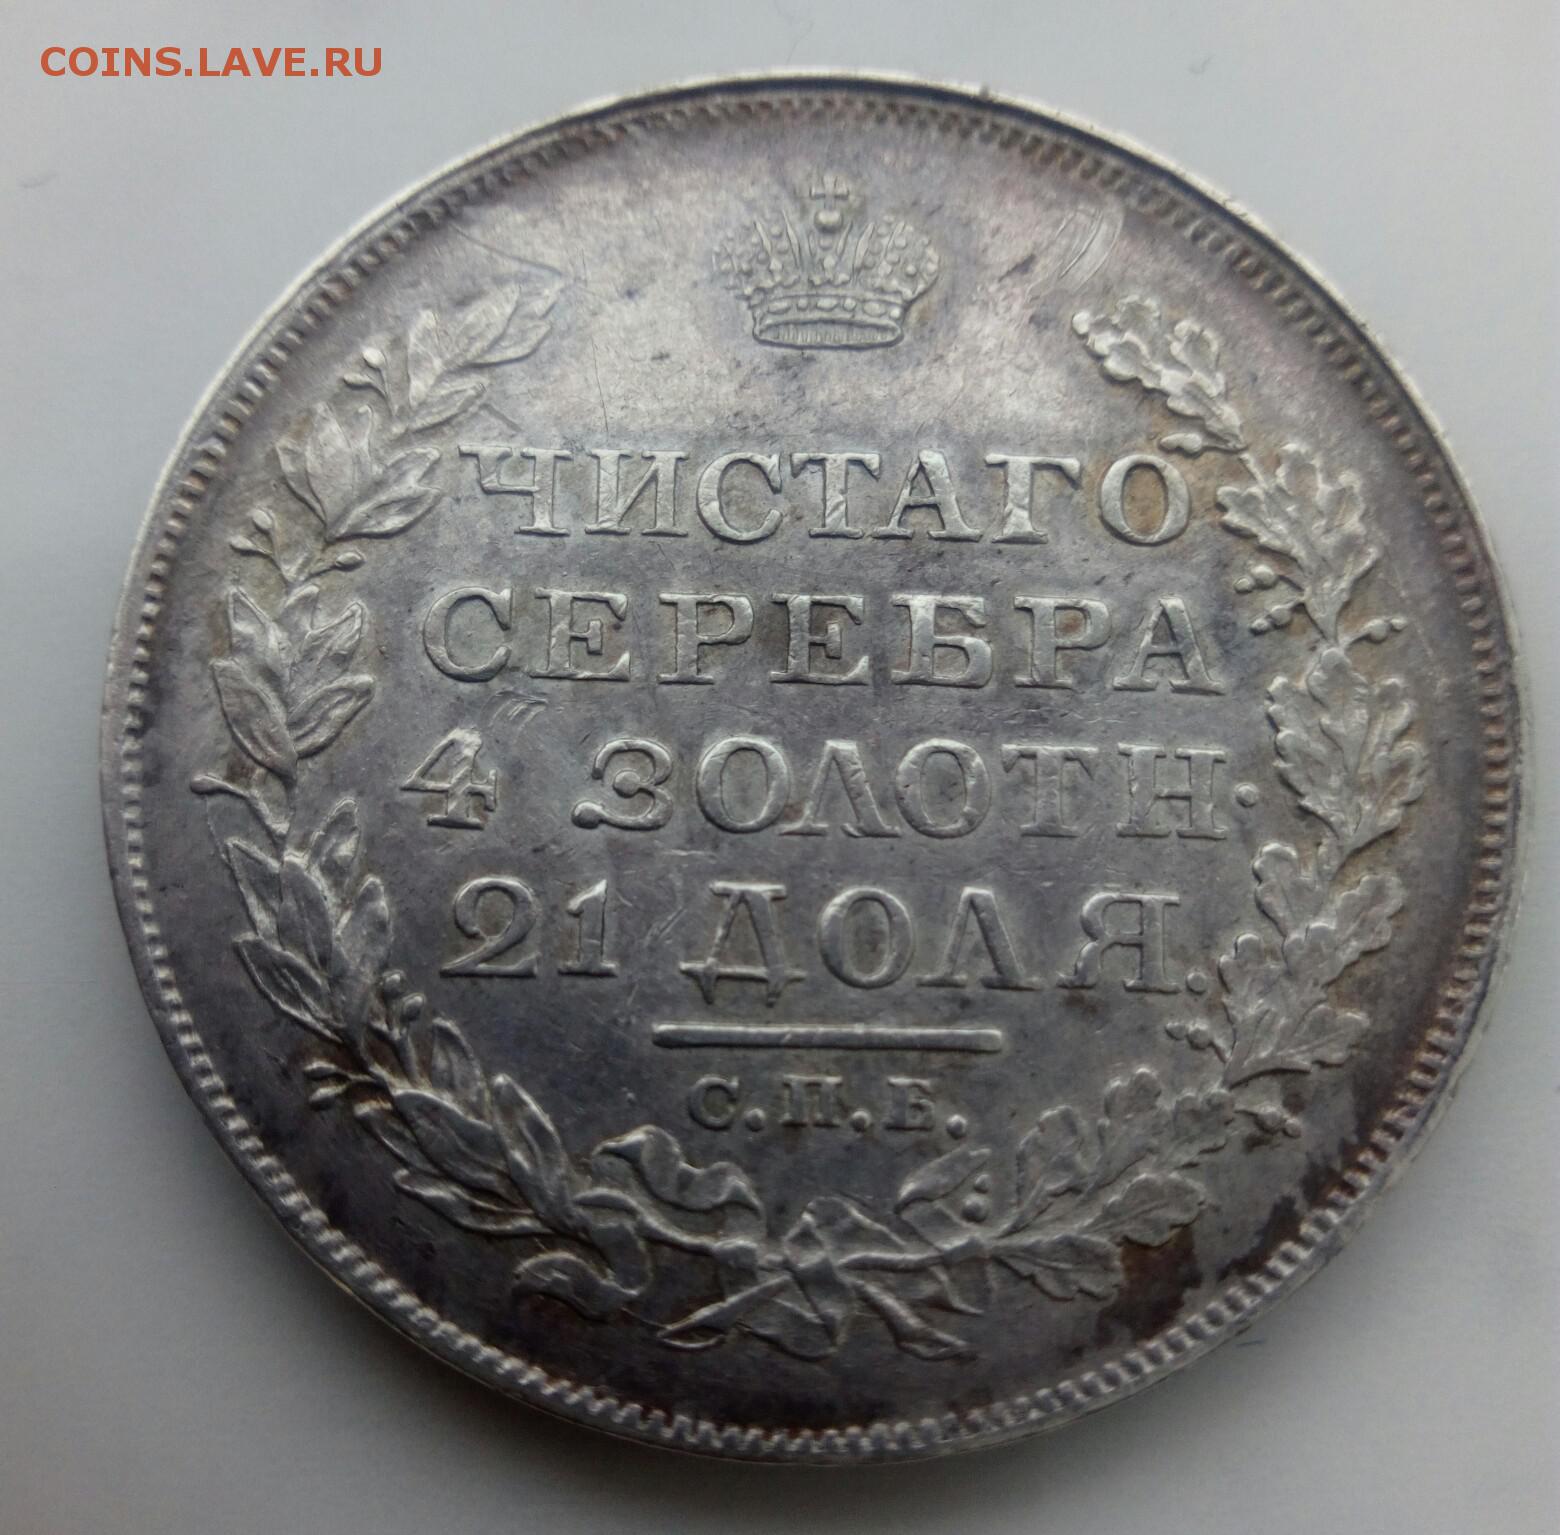 COINS.LAVE.RU
ЧИСТАГО
СЕРЕБРА
4 ЗОЛОТН.
21 ДОЛЯ.
С.П.Б.